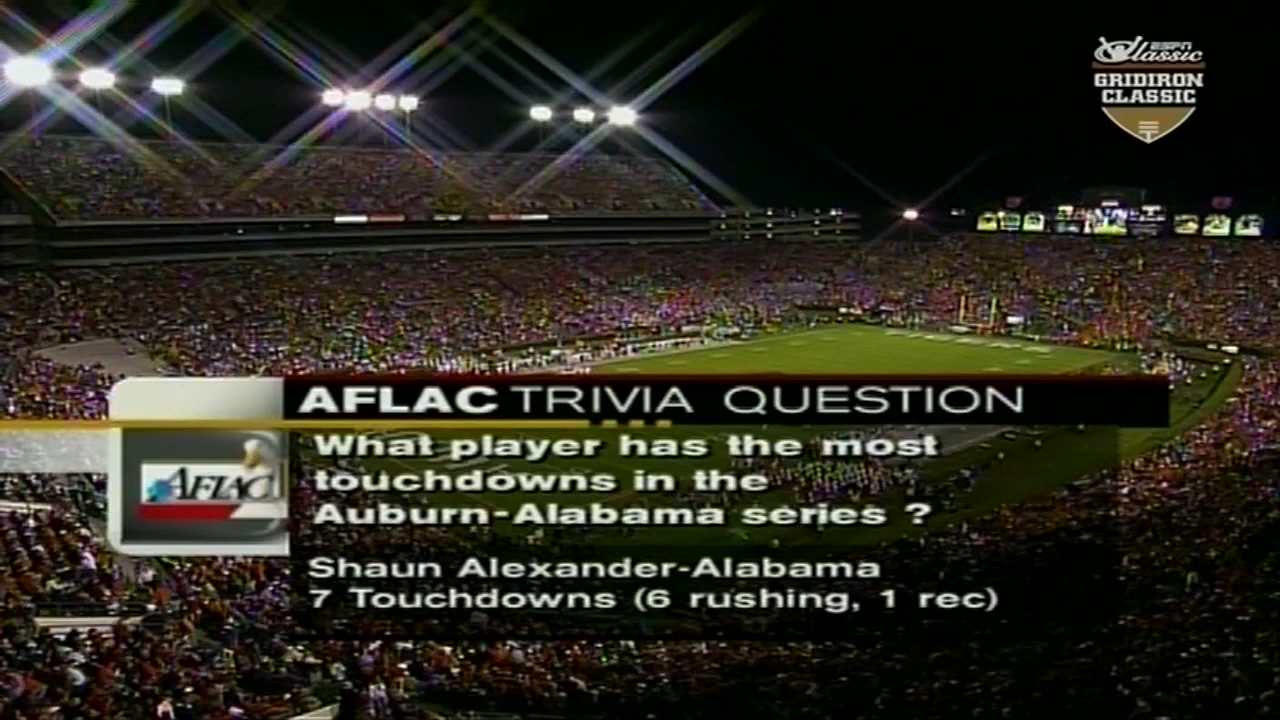 ESPN
Classic
GRIDIRON
CLASSIC
AFLAC TRIVIA QUESTION
What player has the most
touchdowns in the
Auburn-Alabama series ?
AFLAC
Shaun Alexander-Alabama
7 Touchdowns (6 rushing, 1 rec)